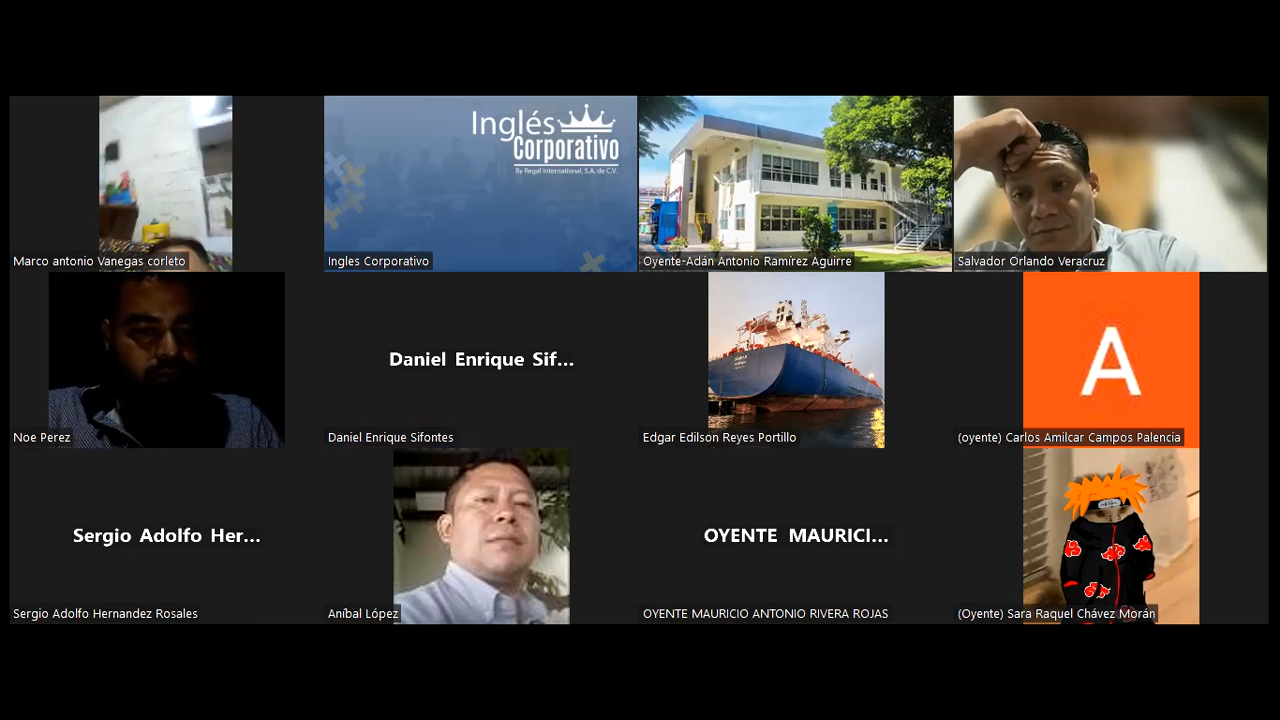 Inglés
Corporativo
By Regal International, S.A. de C.V.
Marco antonio Vanegas corleto
Ingles Corporativo
Oyente-Adán Antonio Ramírez Aguirre
Salvador Orlando Veracruz
Daniel Enrique Sif...
A
Noe Perez
Daniel Enrique Sifontes
Edgar Edilson Reyes Portillo
(oyente) Carlos Amilcar Campos Palencia
Sergio Adolfo Her...
OYENTE MAURICI...
Sergio Adolfo Hernandez Rosales
Aníbal López
OYENTE MAURICIO ANTONIO RIVERA ROJAS
(Oyente) Sara Raquel Chávez Morán